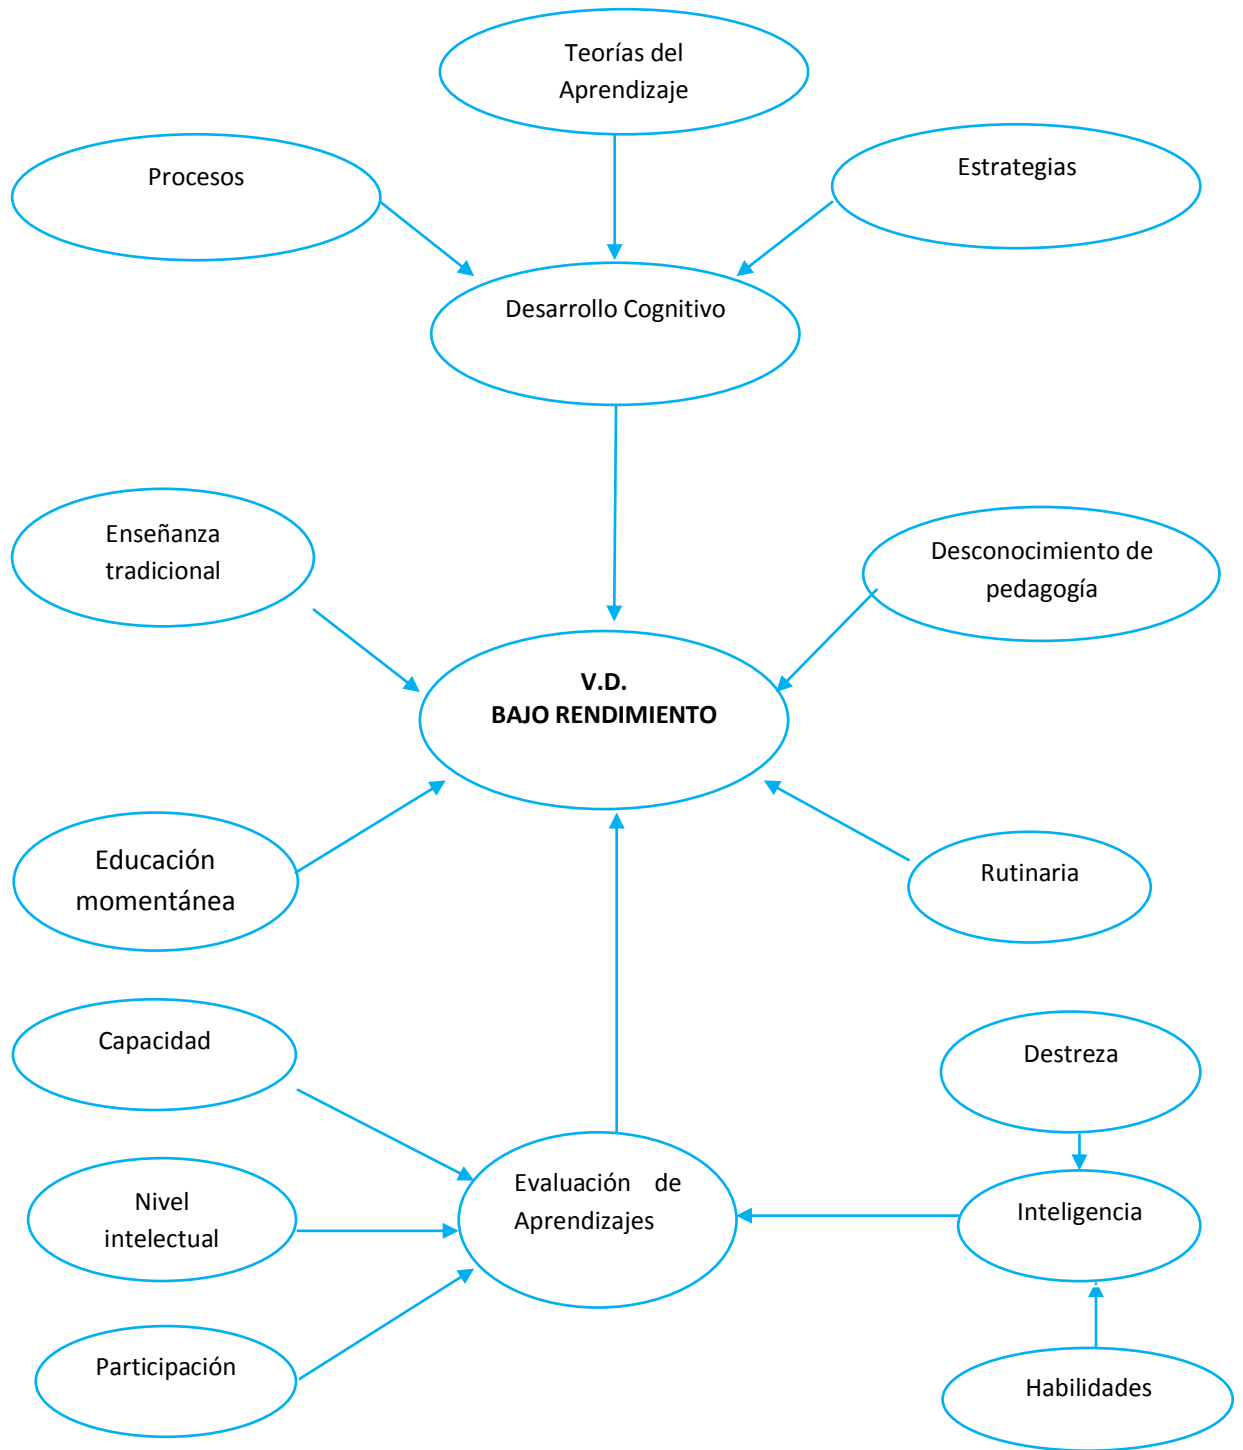 Teorías del
Aprendizaje
Procesos
Estrategias
Desarrollo Cognitivo
Enseñanza
tradicional
Desconocimiento de
pedagogía
V.D.
BAJO RENDIMIENTO
Educación
momentánea
Rutinaria
Capacidad
Destreza
Evaluación de
Aprendizajes
Nivel
intelectual
Inteligencia
Participación
Habilidades